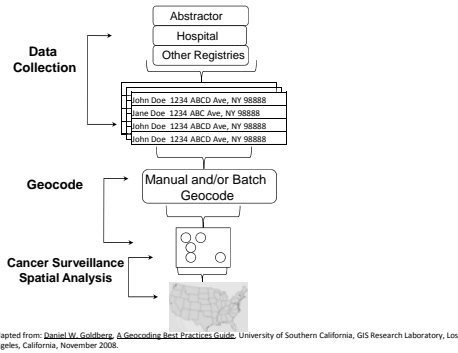 Abstractor
Hospital
Other Registries
Data
Collection
John Doe 1234 ABCD Ave, NY 98888
Jane Doe 1234 ABC Ave, NY 98888
John Doe 1234 ABCD Ave, NY 98888
John Doe 1234 ABCD Ave, NY 98888
Geocode
Manual and/or Batch
Geocode
Cancer Surveillance
Spatial Analysis
apted from: Daniel W. Goldberg, A Geocoding Best Practices Guide, University of Southern California, GIS Research Laboratory, Los
geles, California, November 2008.